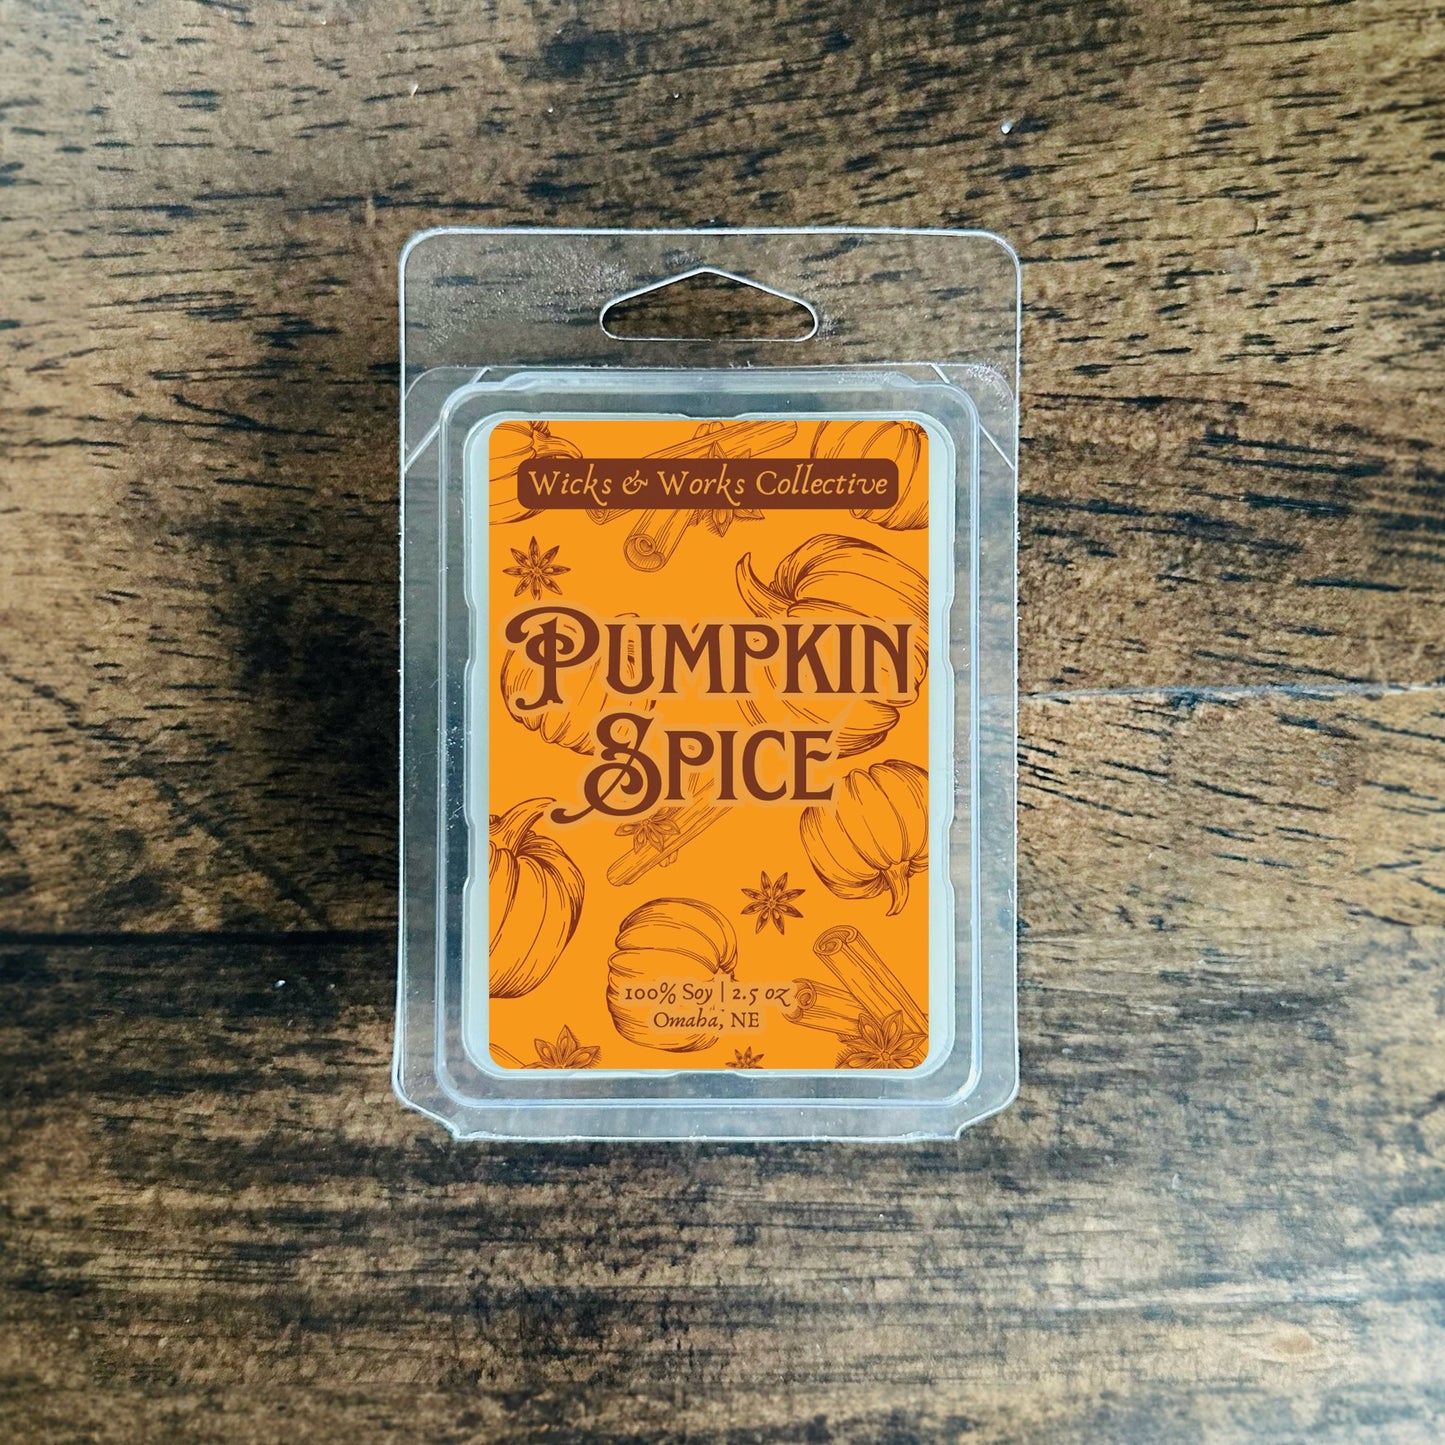 Wicks & Works Collective
Pumpkin
Spice
100% Soy | 2.5 oz
Omaha, NE